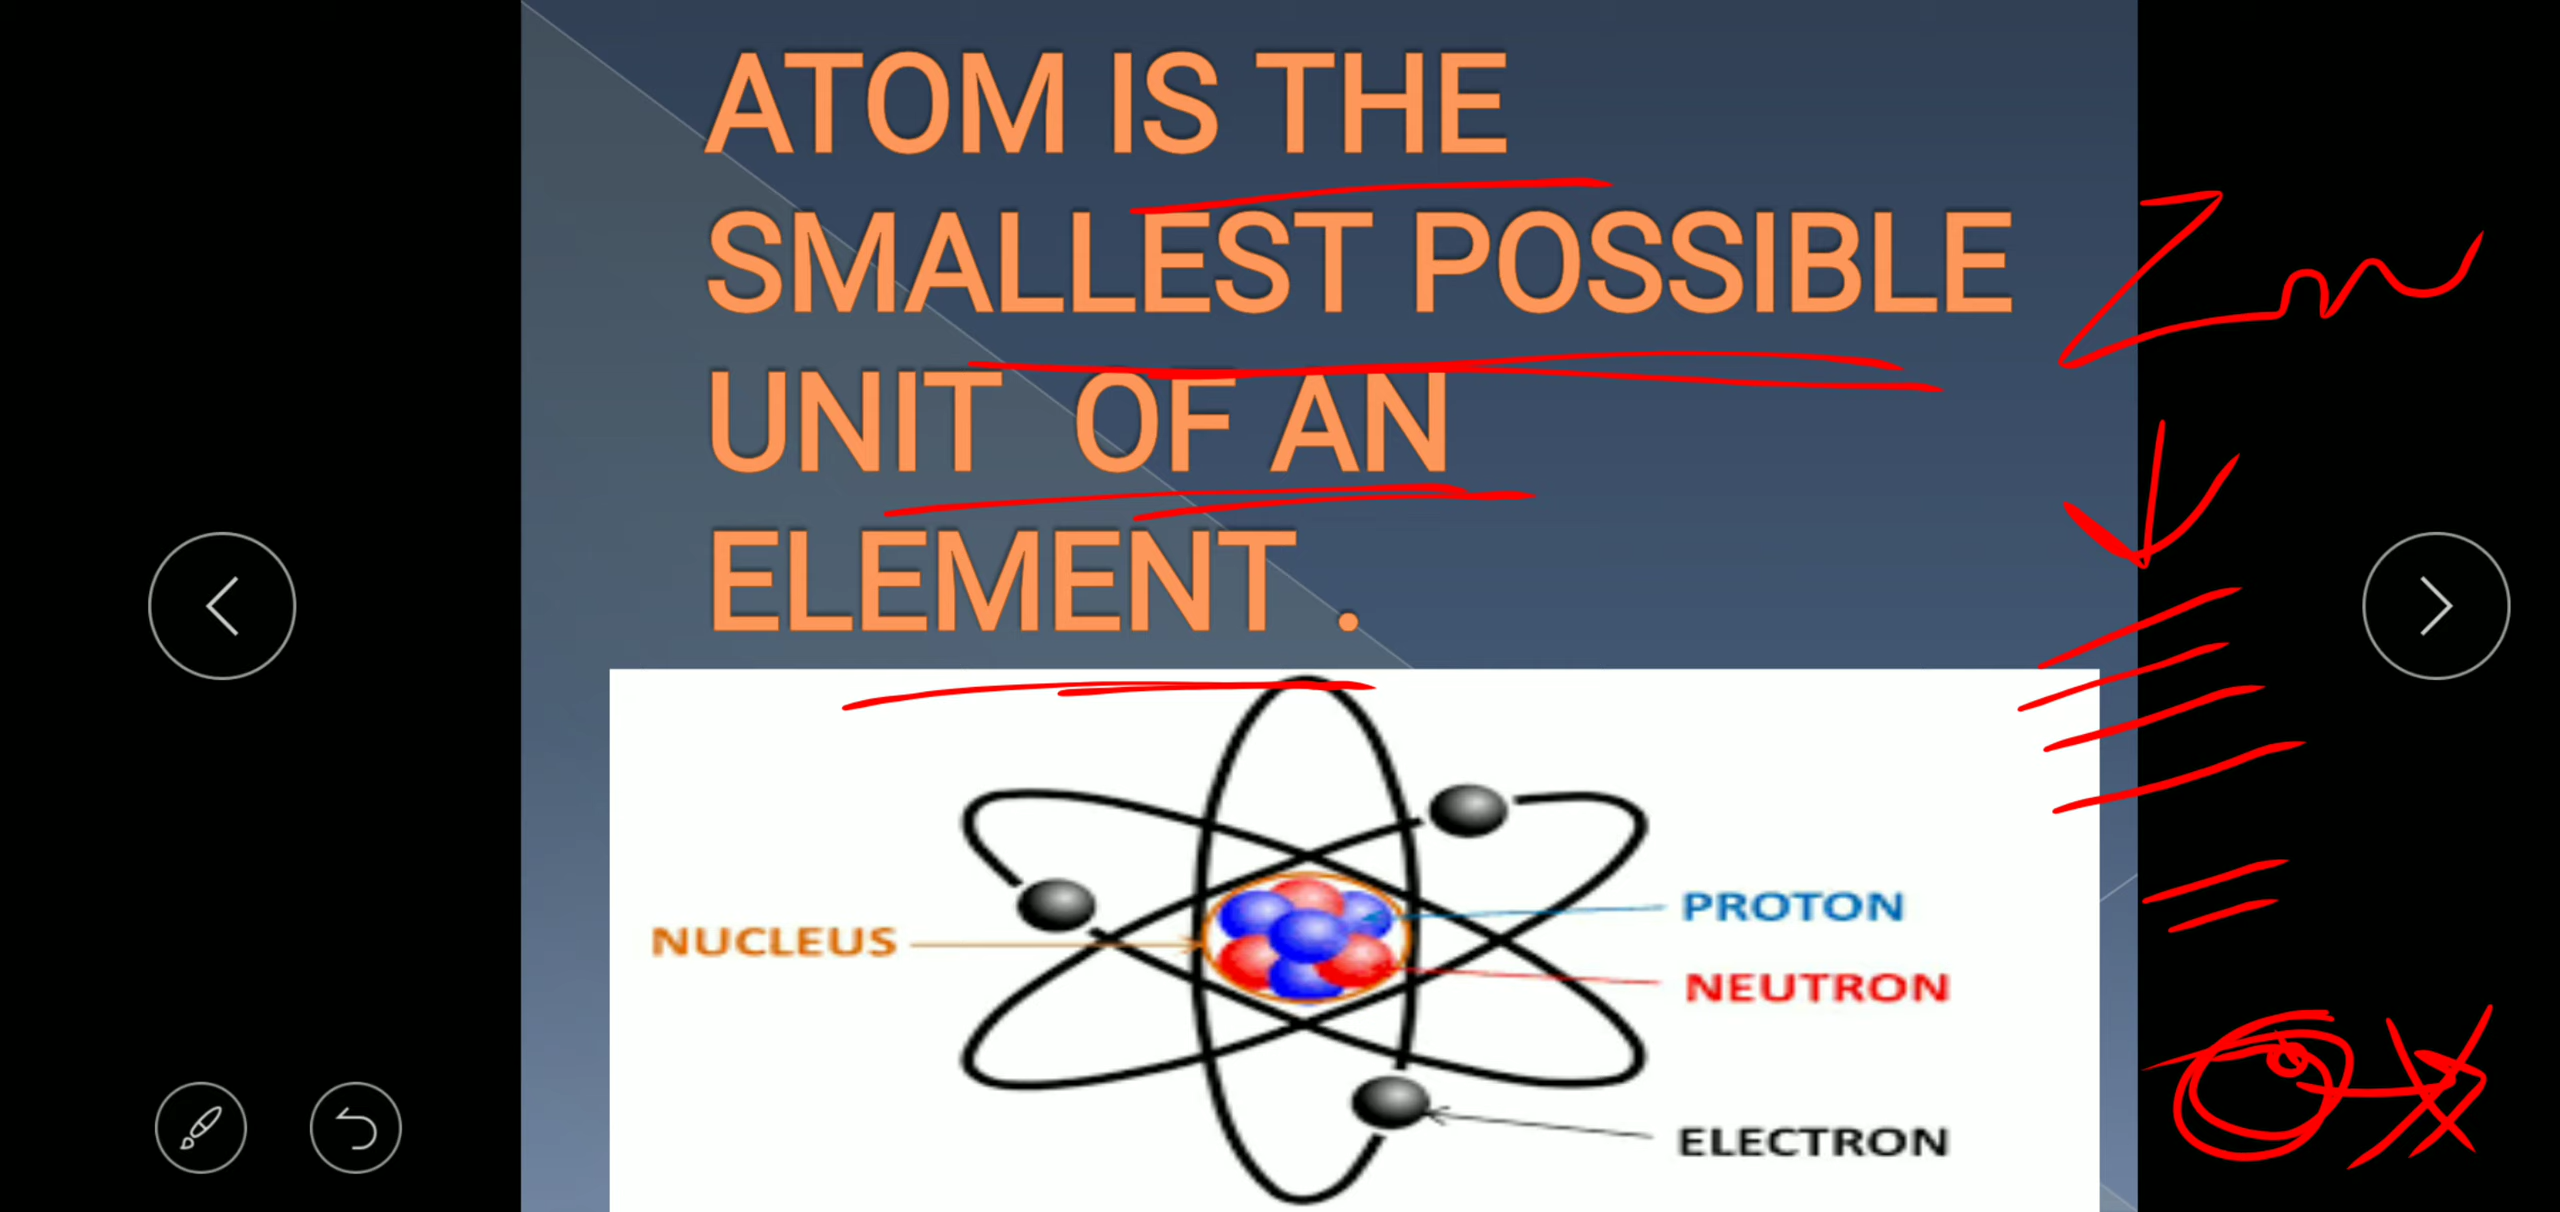 ATOM IS THE
SMALLEST POSSIBLE
UNIT OF AN
ELEMENT .
NUCLEUS
PROTON
NEUTRON
ELECTRON